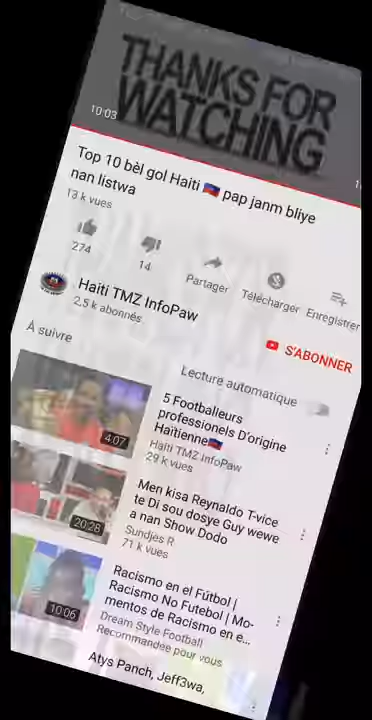 THANKS FOR
WATCHING
10:03
Top 10 bèl gol Haiti 🇭🇹 pap janm bliye
nan listwa
13 k vues
274
14
Partager
Télécharger
Enregistrer
Haïti TMZ InfoPaw
2,5 k abonnés
S'ABONNER
À suivre
Lecture automatique
4:07
5 Footballeurs
professionels D'origine
Haïtienne🇭🇹
Haïti TMZ InfoPaw
29 k vues
20:28
Men kisa Reynaldo T-vice
te Di sou dosye Guy wewe
a nan Show Dodo
Sundjes R
71 k vues
10:06
Racismo en el Fútbol |
Racismo No Futebol | Mo-
mentos de Racismo en e...
Dream Style Football
Recommandée pour vous
Atys Panch, Jeff3wa,